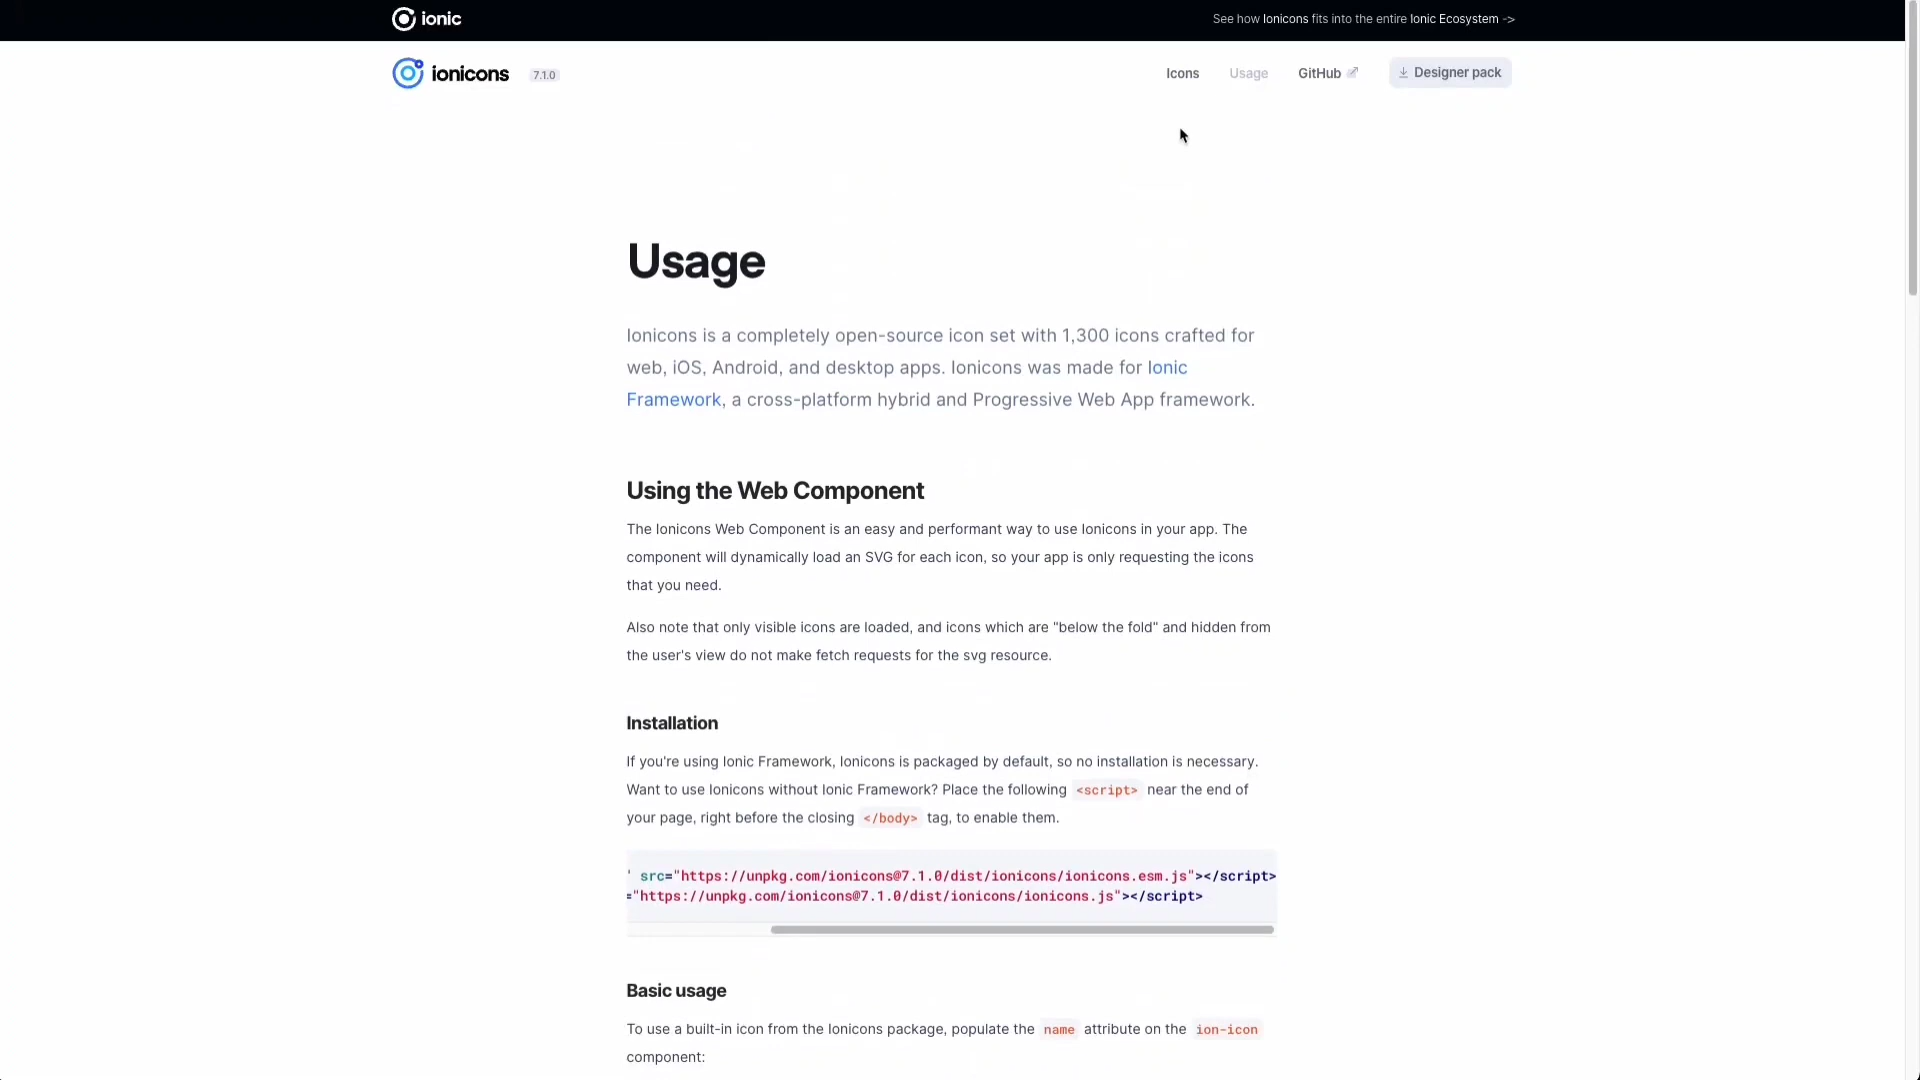 ionic
See how Ionicons fits into the entire Ionic Ecosystem ->
ionicons 7.1.0
Icons Usage GitHub Designer pack
Usage
Ionicons is a completely open-source icon set with 1,300 icons crafted for
web, iOS, Android, and desktop apps. Ionicons was made for Ionic
Framework, a cross-platform hybrid and Progressive Web App framework.
Using the Web Component
The Ionicons Web Component is an easy and performant way to use Ionicons in your app. The
component will dynamically load an SVG for each icon, so your app is only requesting the icons
that you need.
Also note that only visible icons are loaded, and icons which are "below the fold" and hidden from
the user's view do not make fetch requests for the svg resource.
Installation
If you're using Ionic Framework, Ionicons is packaged by default, so no installation is necessary.
Want to use Ionicons without Ionic Framework? Place the following <script> near the end of
your page, right before the closing </body> tag, to enable them.
" src="https://unpkg.com/ionicons@7.1.0/dist/ionicons/ionicons.esm.js"></script>
="https://unpkg.com/ionicons@7.1.0/dist/ionicons/ionicons.js"></script>
Basic usage
To use a built-in icon from the Ionicons package, populate the name attribute on the ion-icon
component: